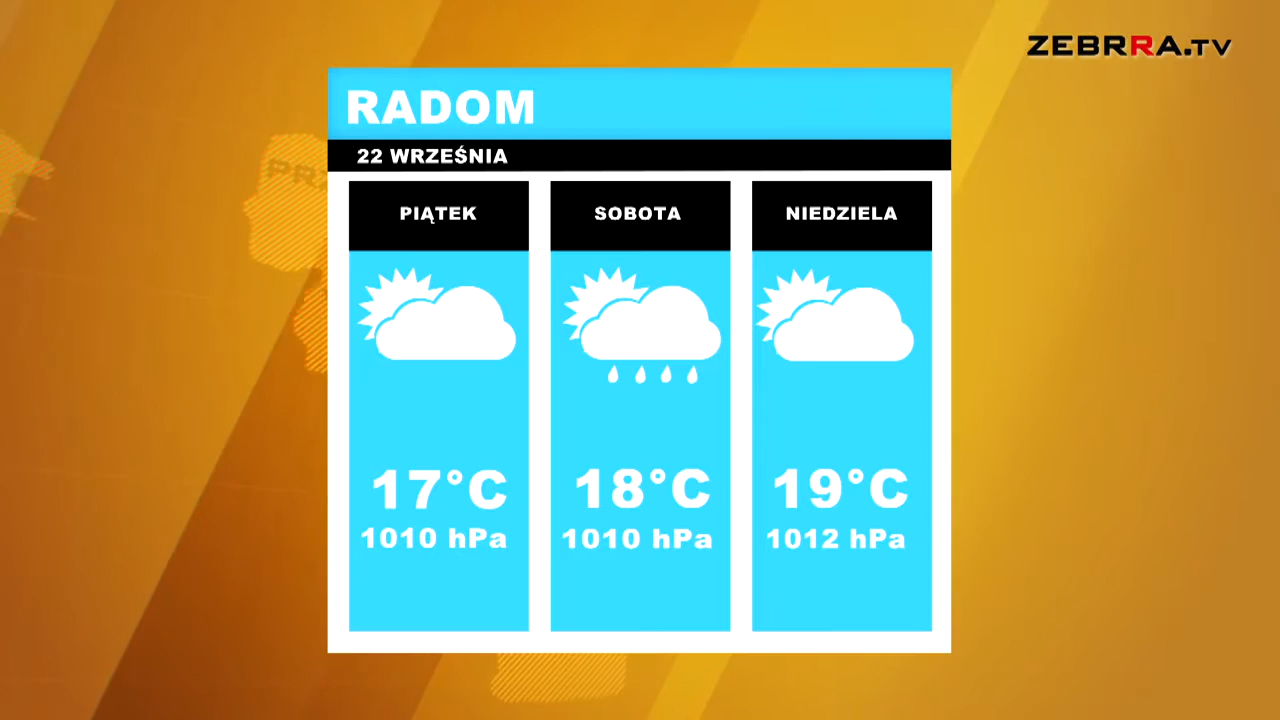 ZEBRRA.TV
RADOM
22 WRZEŚNIA
PIĄTEK
SOBOTA
NIEDZIELA
17°C
18°C
19°C
1010 hPa
1010 hPa
1012 hPa